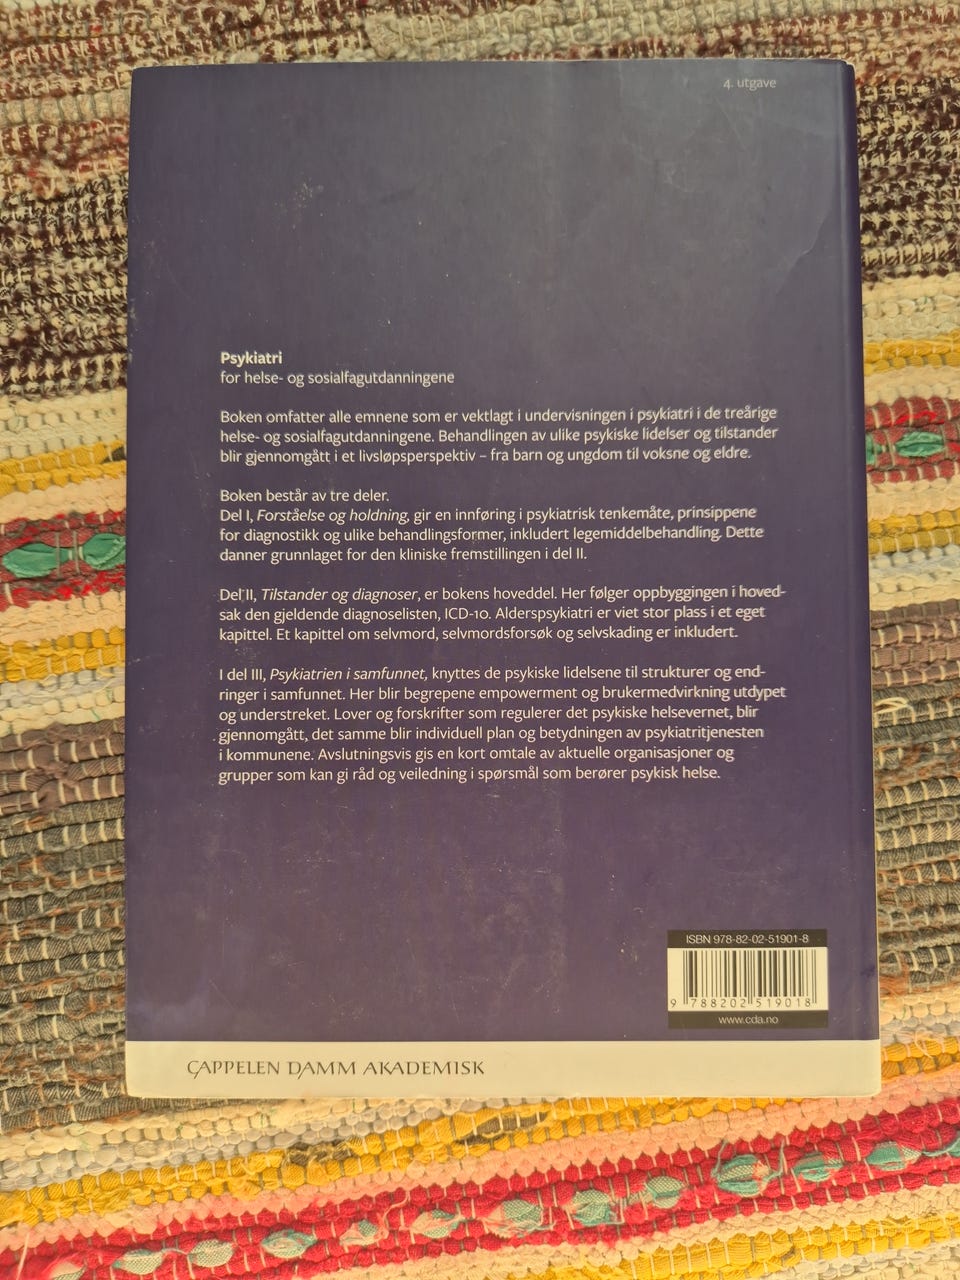 4. utgave
Psykiatri
for helse- og sosialfagutdanningene
Boken omfatter alle emnene som er vektlagt i undervisningen i psykiatri i de treårige
helse- og sosialfagutdanningene. Behandlingen av ulike psykiske lidelser og tilstander
blir gjennomgått i et livsløpsperspektiv – fra barn og ungdom til voksne og eldre.
Boken består av tre deler.
Del I, Forståelse og holdning, gir en innføring i psykiatrisk tenkemåte, prinsippene
for diagnostikk og ulike behandlingsformer, inkludert legemiddelbehandling. Dette
danner grunnlaget for den kliniske fremstillingen i del II.
Del II, Tilstander og diagnoser, er bokens hoveddel. Her følger oppbyggingen i hoved-
sak den gjeldende diagnoselisten, ICD-10. Alderspsykiatri er viet stor plass i et eget
kapittel. Et kapittel om selvmord, selvmordsforsøk og selvskading er inkludert.
I del III, Psykiatrien i samfunnet, knyttes de psykiske lidelsene til strukturer og end-
ringer i samfunnet. Her blir begrepene empowerment og brukermedvirkning utdypet
og understreket. Lover og forskrifter som regulerer det psykiske helsevernet, blir
gjennomgått, det samme blir individuell plan og betydningen av psykiatritjenesten
i kommunene. Avslutningsvis gis en kort omtale av aktuelle organisasjoner og
grupper som kan gi råd og veiledning i spørsmål som berører psykisk helse.
ISBN 978-82-02-51901-8
9 788202 519018
www.cda.no
CAPPELEN DAMM AKADEMISK